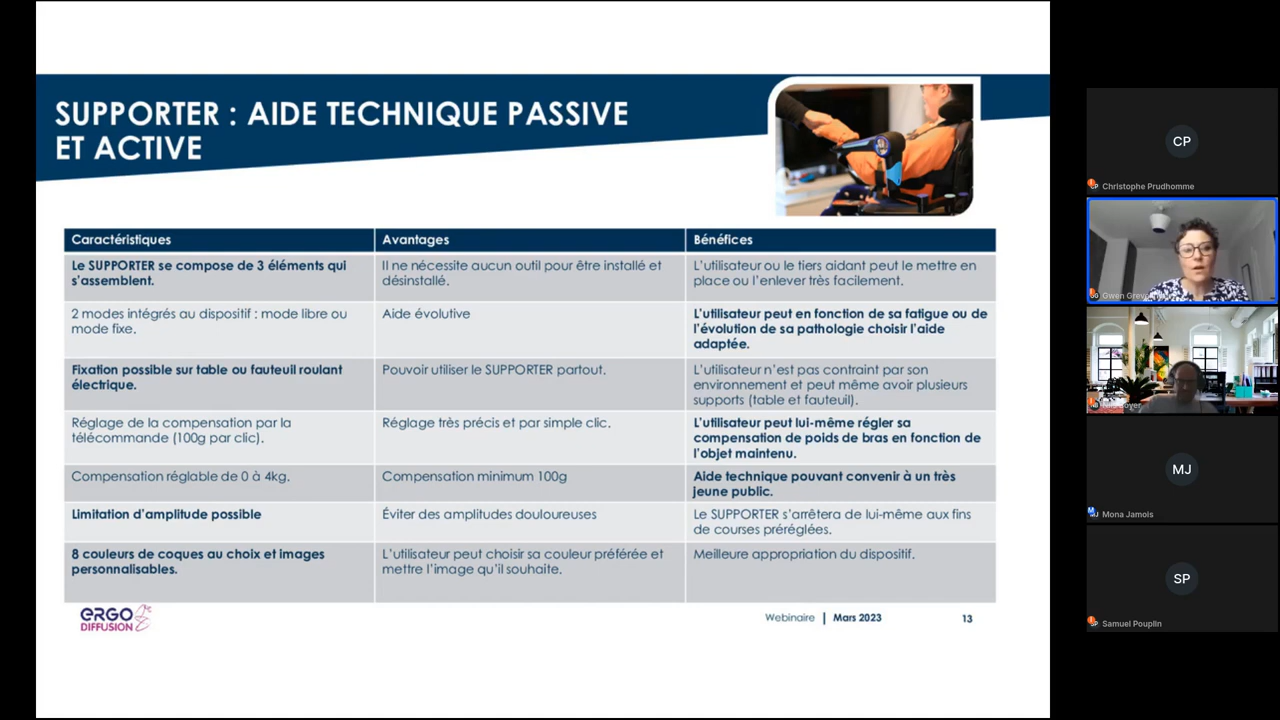 SUPPORTER : AIDE TECHNIQUE PASSIVE
ET ACTIVE
Caractéristiques
Avantages
Bénéfices
Le SUPPORTER se compose de 3 éléments qui
s'assemblent.
Il ne nécessite aucun outil pour être installé et
désinstallé.
L'utilisateur ou le tiers aidant peut le mettre en
place ou l'enlever très facilement.
2 modes intégrés au dispositif : mode libre ou
mode fixe.
Aide évolutive
L'utilisateur peut en fonction de sa fatigue ou de
l'évolution de sa pathologie choisir l'aide
adaptée.
Fixation possible sur table ou fauteuil roulant
électrique.
Pouvoir utiliser le SUPPORTER partout.
L'utilisateur n'est pas contraint par son
environnement et peut même avoir plusieurs
supports (table et fauteuil).
Réglage de la compensation par la
télécommande (100g par clic).
Réglage très précis et par simple clic.
L'utilisateur peut lui-même régler sa
compensation de poids de bras en fonction de
l'objet maintenu.
Compensation réglable de 0 à 4kg.
Compensation minimum 100g
Aide technique pouvant convenir à un très
jeune public.
Limitation d'amplitude possible
Éviter des amplitudes douloureuses
Le SUPPORTER s'arrêtera de lui-même aux fins
de courses préréglées.
8 couleurs de coques au choix et images
personnalisables.
L'utilisateur peut choisir sa couleur préférée et
mettre l'image qu'il souhaite.
Meilleure appropriation du dispositif.
ERGO
DIFFUSION
Webinaire | Mars 2023
13
CP
Christophe Prudhomme
Gwen
MJ
Mona Jamois
SP
Samuel Pouplin